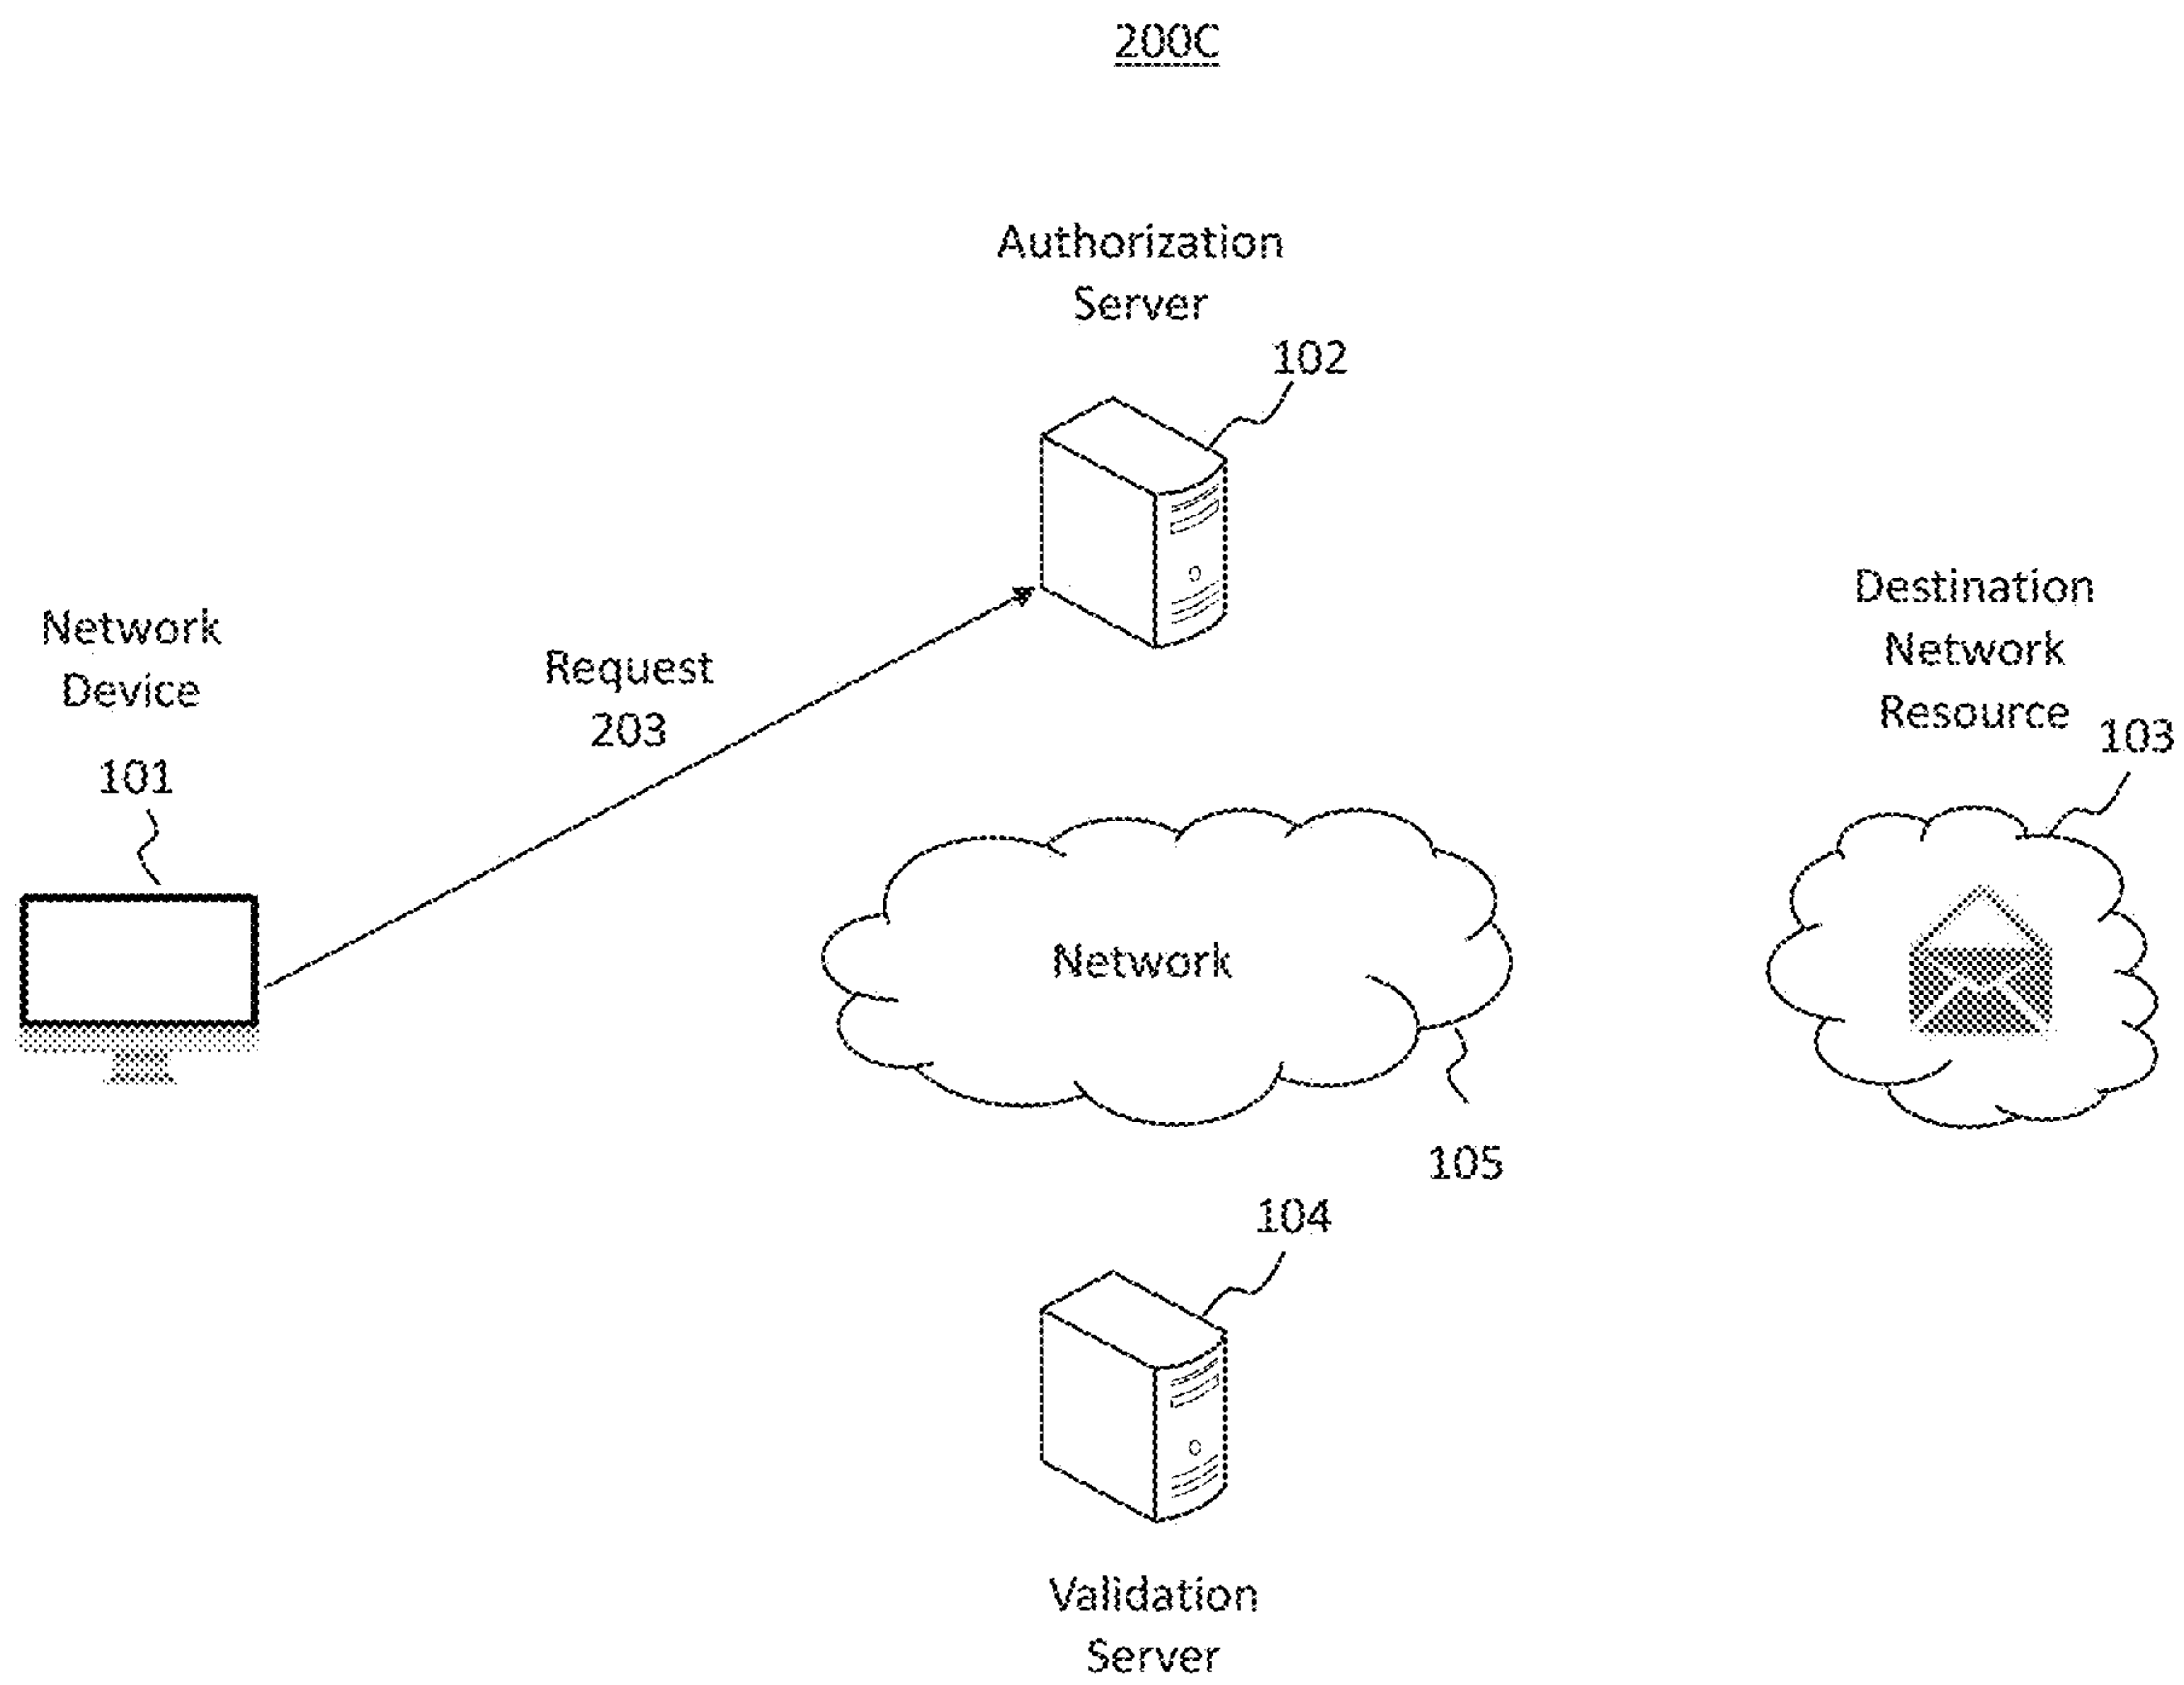 200C
Authorization
Server
102
Network
Device
101
Request
203
Destination
Network
Resource
103
Network
105
104
Validation
Server